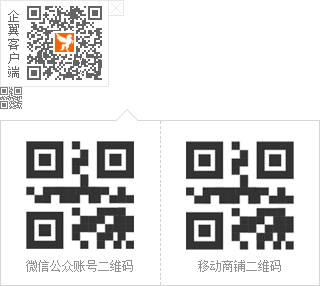 企翼客户端
微信公众账号二维码
移动商铺二维码